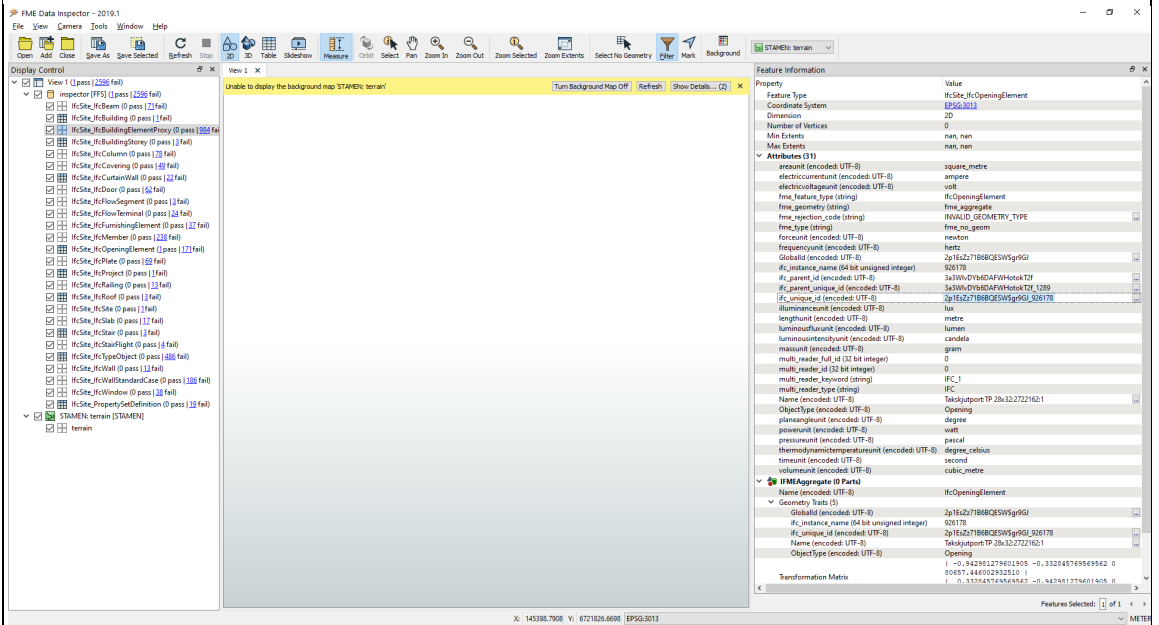 FME Data Inspector - 2019.1
File View Camera Tools Window Help
Open Add Close Save As Save Selected Refresh Stop 2D 3D Table Slideshow Measure Orbit Select Pan Zoom In Zoom Out Zoom Selected Zoom Extents Select No Geometry Filter Mark Background STAMEN: terrain
Display Control
View 1 (1 pass | 2596 fail)
inspector [FFS] (1 pass | 2596 fail)
IfcSite_IfcBeam (0 pass | 71 fail)
IfcSite_IfcBuilding (0 pass | 1 fail)
IfcSite_IfcBuildingElementProxy (0 pass | 984 fai
IfcSite_IfcBuildingStorey (0 pass | 3 fail)
IfcSite_IfcColumn (0 pass | 78 fail)
IfcSite_IfcCovering (0 pass | 49 fail)
IfcSite_IfcCurtainWall (0 pass | 22 fail)
IfcSite_IfcDoor (0 pass | 62 fail)
IfcSite_IfcFlowSegment (0 pass | 3 fail)
IfcSite_IfcFlowTerminal (0 pass | 24 fail)
IfcSite_IfcFurnishingElement (0 pass | 37 fail)
IfcSite_IfcMember (0 pass | 238 fail)
IfcSite_IfcOpeningElement (1 pass | 171 fail)
IfcSite_IfcPlate (0 pass | 69 fail)
IfcSite_IfcProject (0 pass | 1 fail)
IfcSite_IfcRailing (0 pass | 13 fail)
IfcSite_IfcRoof (0 pass | 3 fail)
IfcSite_IfcSite (0 pass | 1 fail)
IfcSite_IfcSlab (0 pass | 17 fail)
IfcSite_IfcStair (0 pass | 3 fail)
IfcSite_IfcStairFlight (0 pass | 4 fail)
IfcSite_IfcTypeObject (0 pass | 486 fail)
IfcSite_IfcWall (0 pass | 13 fail)
IfcSite_IfcWallStandardCase (0 pass | 186 fail)
IfcSite_IfcWindow (0 pass | 38 fail)
IfcSite_PropertySetDefinition (0 pass | 19 fail)
STAMEN: terrain [STAMEN]
terrain
View 1
Unable to display the background map 'STAMEN: terrain' Turn Background Map Off Refresh Show Details... (2)
Feature Information
Property Value
Feature Type IfcSite_IfcOpeningElement
Coordinate System EPSG:3013
Dimension 2D
Number of Vertices 0
Min Extents nan, nan
Max Extents nan, nan
Attributes (31)
areaunit (encoded: UTF-8) square_metre
electriccurrentunit (encoded: UTF-8) ampere
electricvoltageunit (encoded: UTF-8) volt
fme_feature_type (string) IfcOpeningElement
fme_geometry (string) fme_aggregate
fme_rejection_code (string) INVALID_GEOMETRY_TYPE
fme_type (string) fme_no_geom
forceunit (encoded: UTF-8) newton
frequencyunit (encoded: UTF-8) hertz
GlobalId (encoded: UTF-8) 2p1EsZz71B6BQESW$gr9GJ
ifc_instance_name (64 bit unsigned integer) 926178
ifc_parent_id (encoded: UTF-8) 3a3WlvDYb6DAFWHotokT2f
ifc_parent_unique_id (encoded: UTF-8) 3a3WlvDYb6DAFWHotokT2f_1289
ifc_unique_id (encoded: UTF-8) 2p1EsZz71B6BQESW$gr9GJ_926178
illuminanceunit (encoded: UTF-8) lux
lengthunit (encoded: UTF-8) metre
luminousfluxunit (encoded: UTF-8) lumen
luminousintensityunit (encoded: UTF-8) candela
massunit (encoded: UTF-8) gram
multi_reader_full_id (32 bit integer) 0
multi_reader_id (32 bit integer) 0
multi_reader_keyword (string) IFC_1
multi_reader_type (string) IFC
Name (encoded: UTF-8) Takskjutport:TP 28x32:2722162:1
ObjectType (encoded: UTF-8) Opening
planeangleunit (encoded: UTF-8) degree
powerunit (encoded: UTF-8) watt
pressureunit (encoded: UTF-8) pascal
thermodynamictemperatureunit (encoded: UTF-8) degree_celsius
timeunit (encoded: UTF-8) second
volumeunit (encoded: UTF-8) cubic_metre
IFMEAggregate (0 Parts)
Name (encoded: UTF-8) IfcOpeningElement
Geometry Traits (5)
GlobalId (encoded: UTF-8) 2p1EsZz71B6BQESW$gr9GJ
ifc_instance_name (64 bit unsigned integer) 926178
ifc_unique_id (encoded: UTF-8) 2p1EsZz71B6BQESW$gr9GJ_926178
Name (encoded: UTF-8) Takskjutport:TP 28x32:2722162:1
ObjectType (encoded: UTF-8) Opening
| -0.942981279601905 -0.332845769569562 0
80657.446002932510 |
Transformation Matrix
| 0.332845769569562 -0.942981279601905 0
Features Selected: 1 of 1
X: 145398.7908 Y: 6721826.6698 EPSG:3013 METER